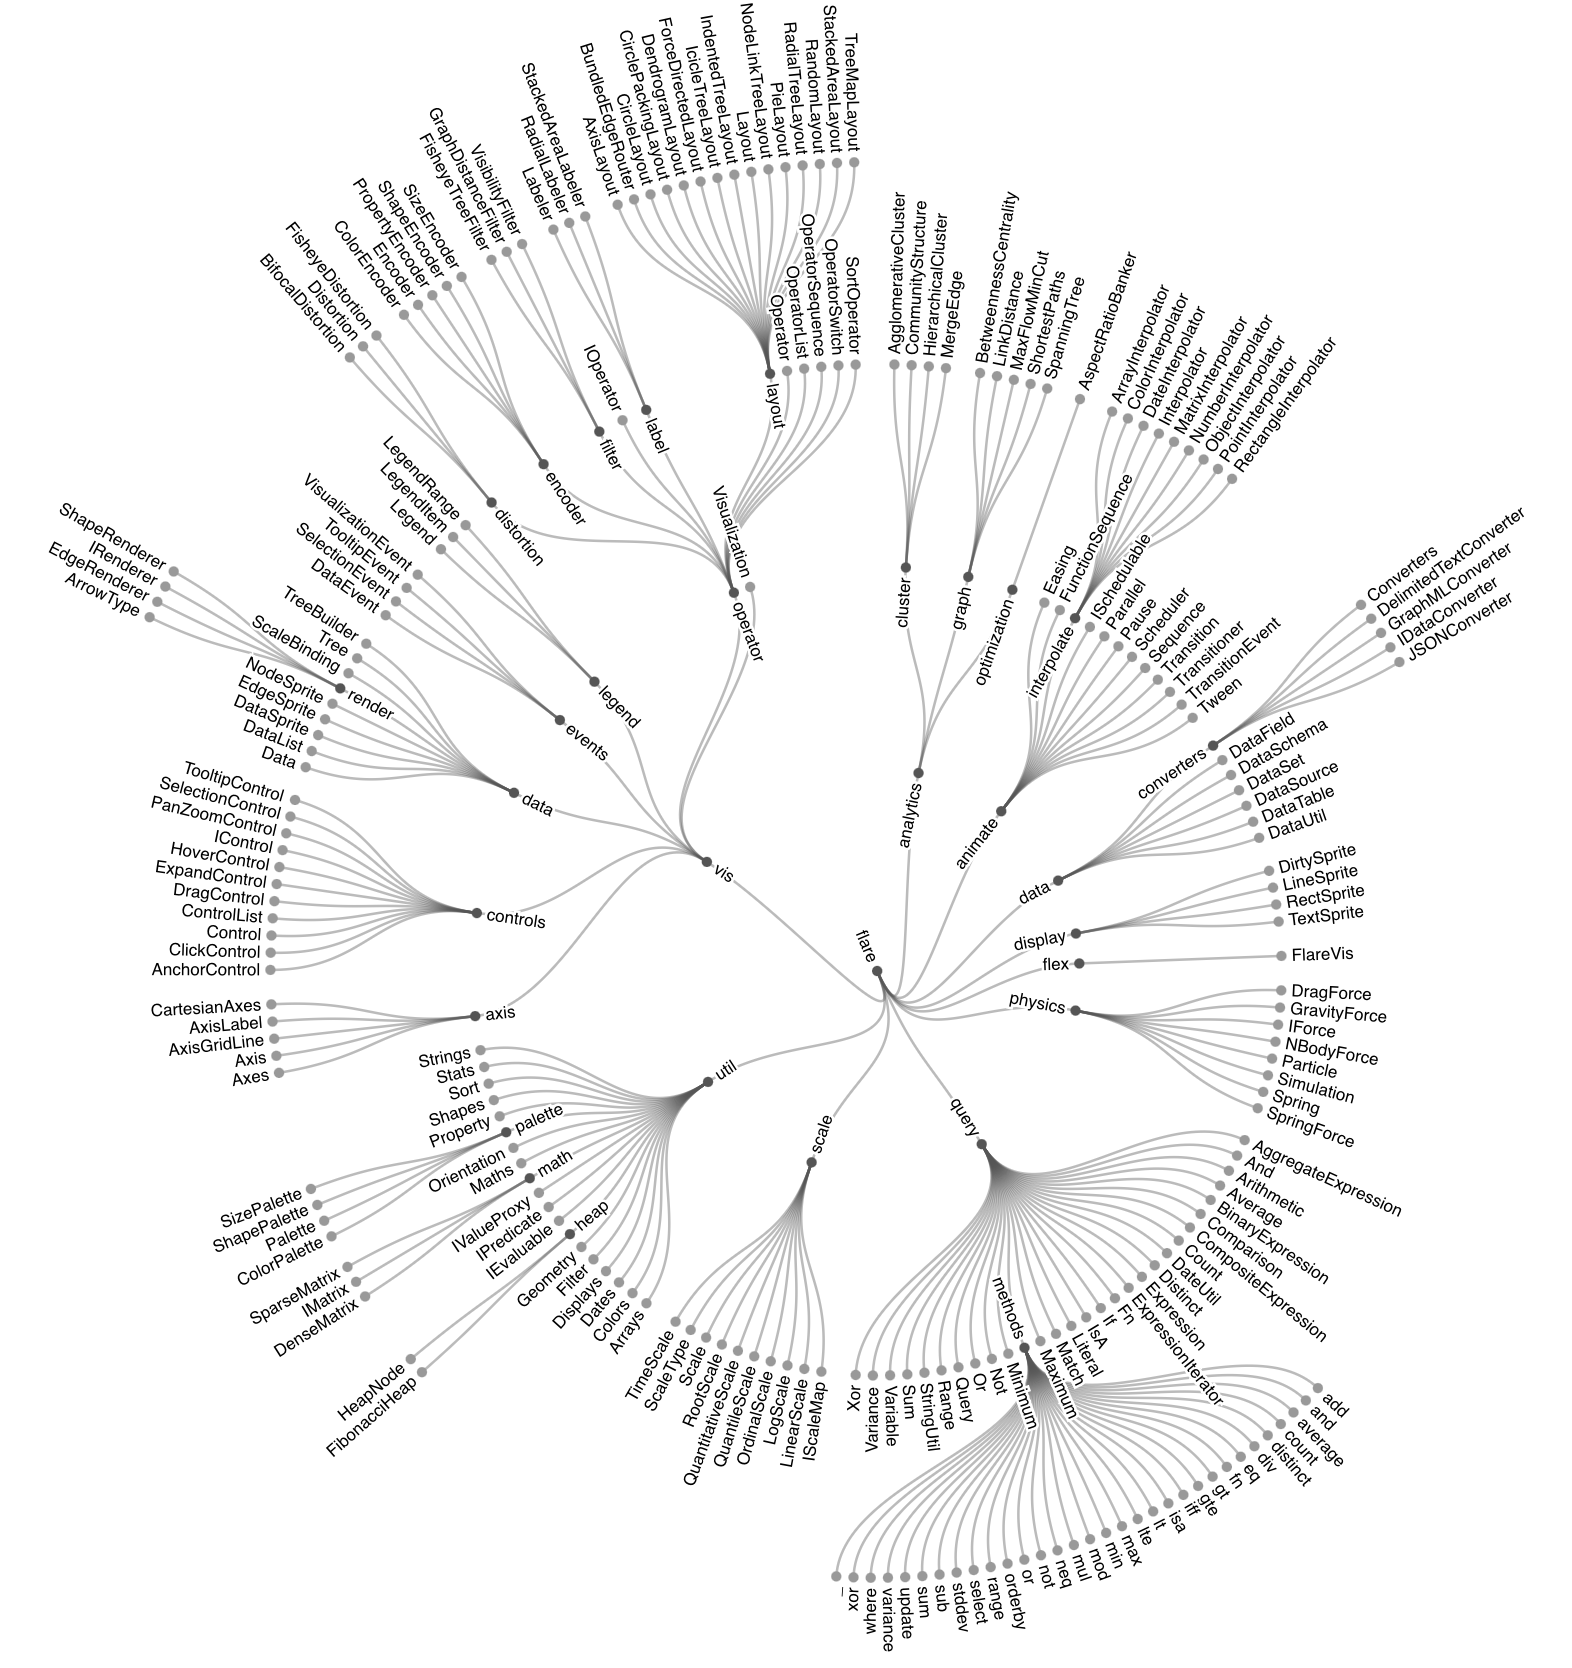 flare
analytics
cluster
AgglomerativeCluster
CommunityStructure
HierarchicalCluster
MergeEdge
graph
BetweennessCentrality
LinkDistance
MaxFlowMinCut
ShortestPaths
SpanningTree
optimization
AspectRatioBanker
animate
Easing
FunctionSequence
interpolate
ArrayInterpolator
ColorInterpolator
DateInterpolator
Interpolator
MatrixInterpolator
NumberInterpolator
ObjectInterpolator
PointInterpolator
RectangleInterpolator
ISchedulable
Parallel
Pause
Scheduler
Sequence
Transition
Transitioner
TransitionEvent
Tween
data
converters
Converters
DelimitedTextConverter
GraphMLConverter
IDataConverter
JSONConverter
DataField
DataSchema
DataSet
DataSource
DataTable
DataUtil
display
DirtySprite
LineSprite
RectSprite
TextSprite
flex
FlareVis
physics
DragForce
GravityForce
IForce
NBodyForce
Particle
Simulation
Spring
SpringForce
query
AggregateExpression
And
Arithmetic
Average
BinaryExpression
Comparison
CompositeExpression
Count
DateUtil
Distinct
Expression
ExpressionIterator
Fn
If
IsA
Literal
Match
Maximum
methods
add
and
average
count
distinct
div
eq
fn
gt
gte
iff
isa
lt
lte
max
min
mod
mul
neq
not
or
orderby
range
select
stddev
sub
sum
update
variance
where
xor
_
Minimum
Not
Or
Query
Range
StringUtil
Sum
Variable
Variance
Xor
scale
IScaleMap
LinearScale
LogScale
OrdinalScale
QuantileScale
QuantitativeScale
RootScale
Scale
ScaleType
TimeScale
util
Arrays
Colors
Dates
Displays
Filter
Geometry
heap
FibonacciHeap
HeapNode
IEvaluable
IPredicate
IValueProxy
math
DenseMatrix
IMatrix
SparseMatrix
Maths
Orientation
palette
ColorPalette
Palette
ShapePalette
SizePalette
Property
Shapes
Sort
Stats
Strings
vis
axis
Axes
Axis
AxisGridLine
AxisLabel
CartesianAxes
controls
AnchorControl
ClickControl
Control
ControlList
DragControl
ExpandControl
HoverControl
IControl
PanZoomControl
SelectionControl
TooltipControl
data
Data
DataList
DataSprite
EdgeSprite
NodeSprite
render
ArrowType
EdgeRenderer
IRenderer
ShapeRenderer
ScaleBinding
Tree
TreeBuilder
events
DataEvent
SelectionEvent
TooltipEvent
VisualizationEvent
legend
Legend
LegendItem
LegendRange
operator
distortion
BifocalDistortion
Distortion
FisheyeDistortion
encoder
ColorEncoder
Encoder
PropertyEncoder
ShapeEncoder
SizeEncoder
filter
FisheyeTreeFilter
GraphDistanceFilter
VisibilityFilter
IOperator
label
Labeler
RadialLabeler
StackedAreaLabeler
layout
AxisLayout
BundledEdgeRouter
CircleLayout
CirclePackingLayout
DendrogramLayout
ForceDirectedLayout
IcicleTreeLayout
IndentedTreeLayout
Layout
NodeLinkTreeLayout
PieLayout
RadialTreeLayout
RandomLayout
StackedAreaLayout
TreeMapLayout
Operator
OperatorList
OperatorSequence
OperatorSwitch
SortOperator
Visualization